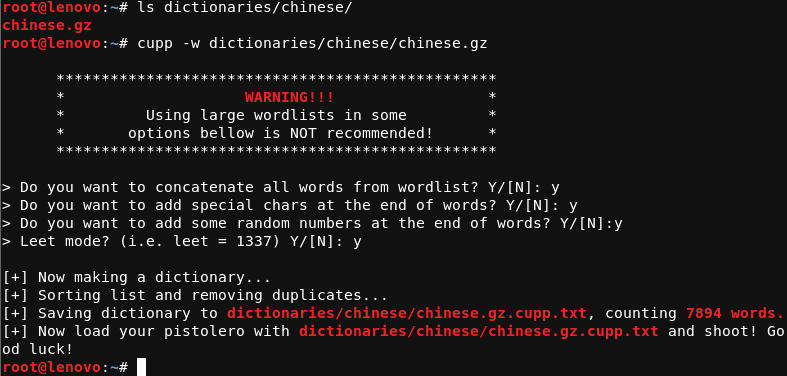 root@lenovo:~# ls dictionaries/chinese/
chinese.gz
root@lenovo:~# cupp -w dictionaries/chinese/chinese.gz
*************************************************
* WARNING!!! *
* Using large wordlists in some *
* options bellow is NOT recommended! *
*************************************************
> Do you want to concatenate all words from wordlist? Y/[N]: y
> Do you want to add special chars at the end of words? Y/[N]: y
> Do you want to add some random numbers at the end of words? Y/[N]:y
> Leet mode? (i.e. leet = 1337) Y/[N]: y
[+] Now making a dictionary...
[+] Sorting list and removing duplicates...
[+] Saving dictionary to dictionaries/chinese/chinese.gz.cupp.txt, counting 7894 words.
[+] Now load your pistolero with dictionaries/chinese/chinese.gz.cupp.txt and shoot! Go
od luck!
root@lenovo:~#